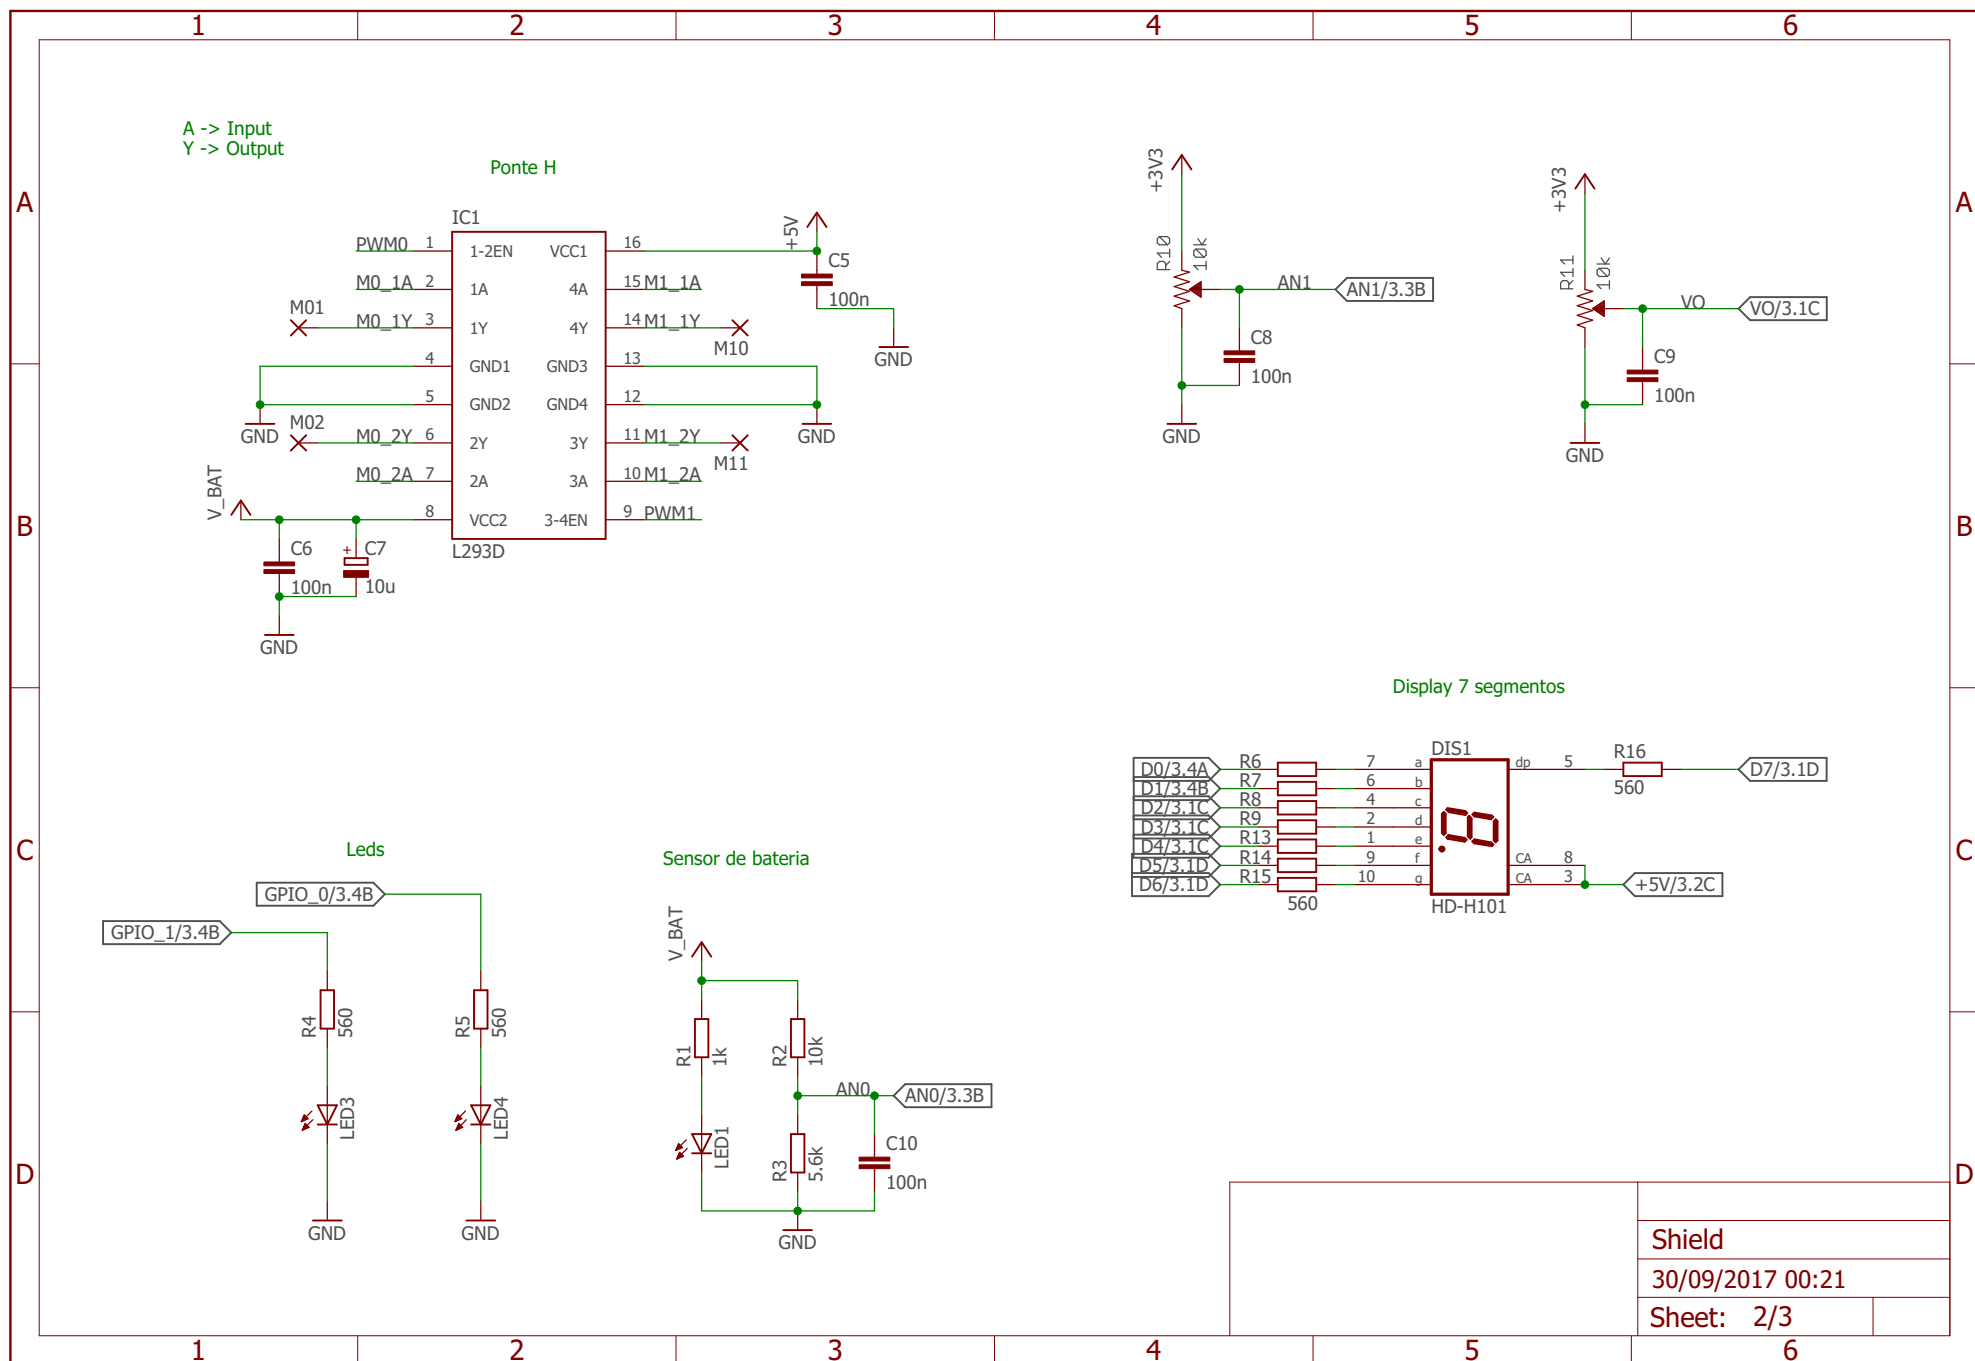 1 2 3 4 5 6
A
A
B
B
C
C
D
D
A -> Input
Y -> Output
Ponte H
IC1
PWM0 1 1-2EN VCC1 16 +5V
C5
100n
GND
M0_1A 2 1A 4A 15 M1_1A
M01 M0_1Y 3 1Y 4Y 14 M1_1Y M10
4 GND1 GND3 13
5 GND2 GND4 12
GND
GND
M02 M0_2Y 6 2Y 3Y 11 M1_2Y M11
M0_2A 7 2A 3A 10 M1_2A
V_BAT 8 VCC2 3-4EN 9 PWM1
L293D
C6
100n
+ C7
10u
GND
+3V3
R10
10k
AN1 AN1/3.3B
C8
100n
GND
+3V3
R11
10k
VO VO/3.1C
C9
100n
GND
Display 7 segmentos
DIS1
D0/3.4A R6 7 a dp 5 R16 D7/3.1D
560
D1/3.4B R7 6 b
D2/3.1C R8 4 c
D3/3.1C R9 2 d
D4/3.1C R13 1 e
D5/3.1D R14 9 f CA 8
D6/3.1D R15 10 g CA 3 +5V/3.2C
560
HD-H101
Leds
GPIO_0/3.4B
GPIO_1/3.4B
R4
560
LED3
GND
R5
560
LED4
GND
Sensor de bateria
V_BAT
R1
1k
LED1
R2
10k
AN0 AN0/3.3B
R3
5.6k
C10
100n
GND
Shield
30/09/2017 00:21
Sheet: 2/3
1 2 3 4 5 6